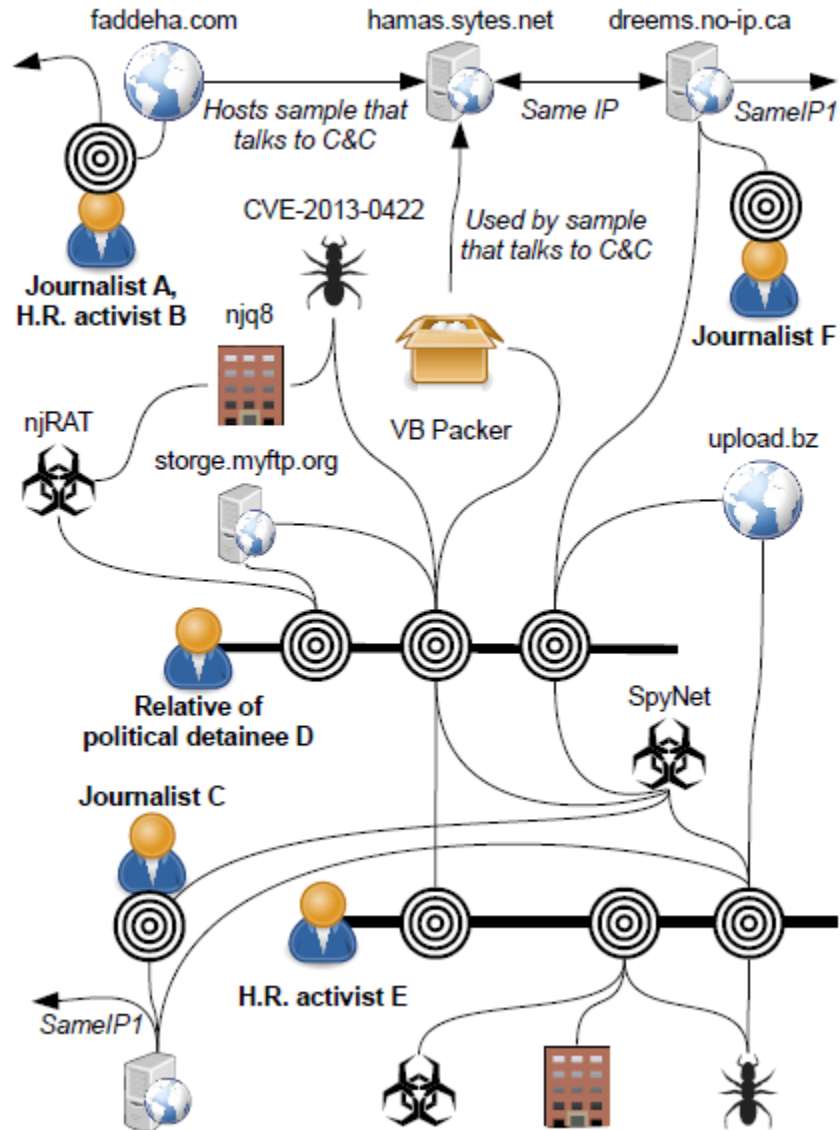 faddeha.com
hamas.sytes.net
dreems.no-ip.ca
Hosts sample that
talks to C&C
Same IP
SameIP1
CVE-2013-0422
Used by sample
that talks to C&C
Journalist A,
H.R. activist B
njq8
Journalist F
njRAT
VB Packer
storge.myftp.org
upload.bz
Relative of
political detainee D
SpyNet
Journalist C
H.R. activist E
SameIP1